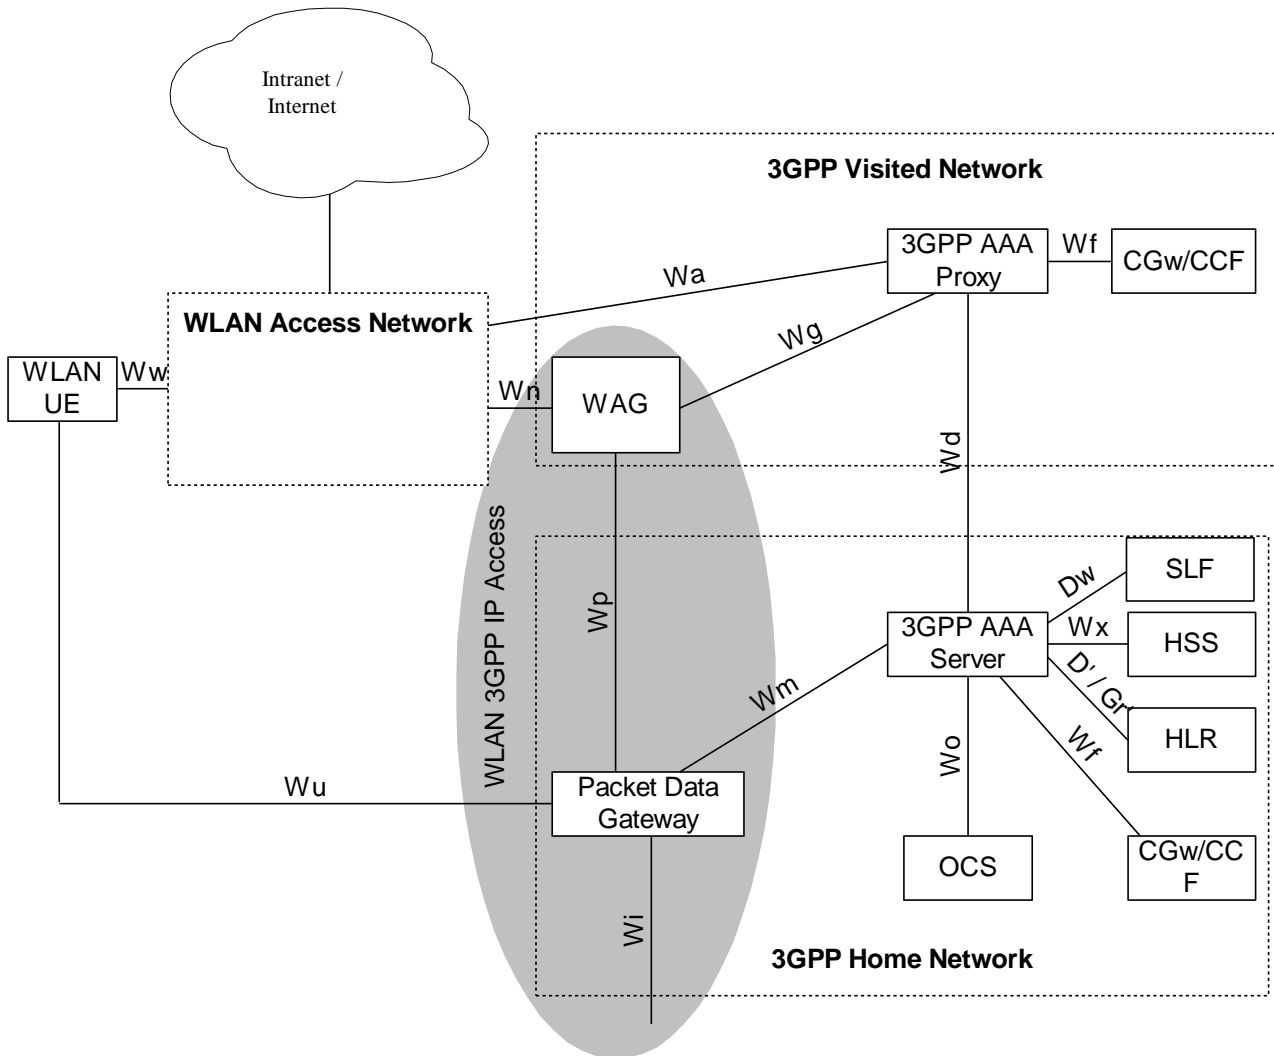 Intranet /
Internet
3GPP Visited Network
3GPP AAA
Proxy
Wf
CGw/CCF
Wa
WLAN Access Network
Wg
WLAN
UE
Ww
Wn
WAG
Wd
WLAN 3GPP IP Access
Wp
SLF
Dw
3GPP AAA
Server
Wx
HSS
D' / Gr'
HLR
Wm
Wo
Wf
Wu
Packet Data
Gateway
OCS
CGw/CC
F
Wi
3GPP Home Network